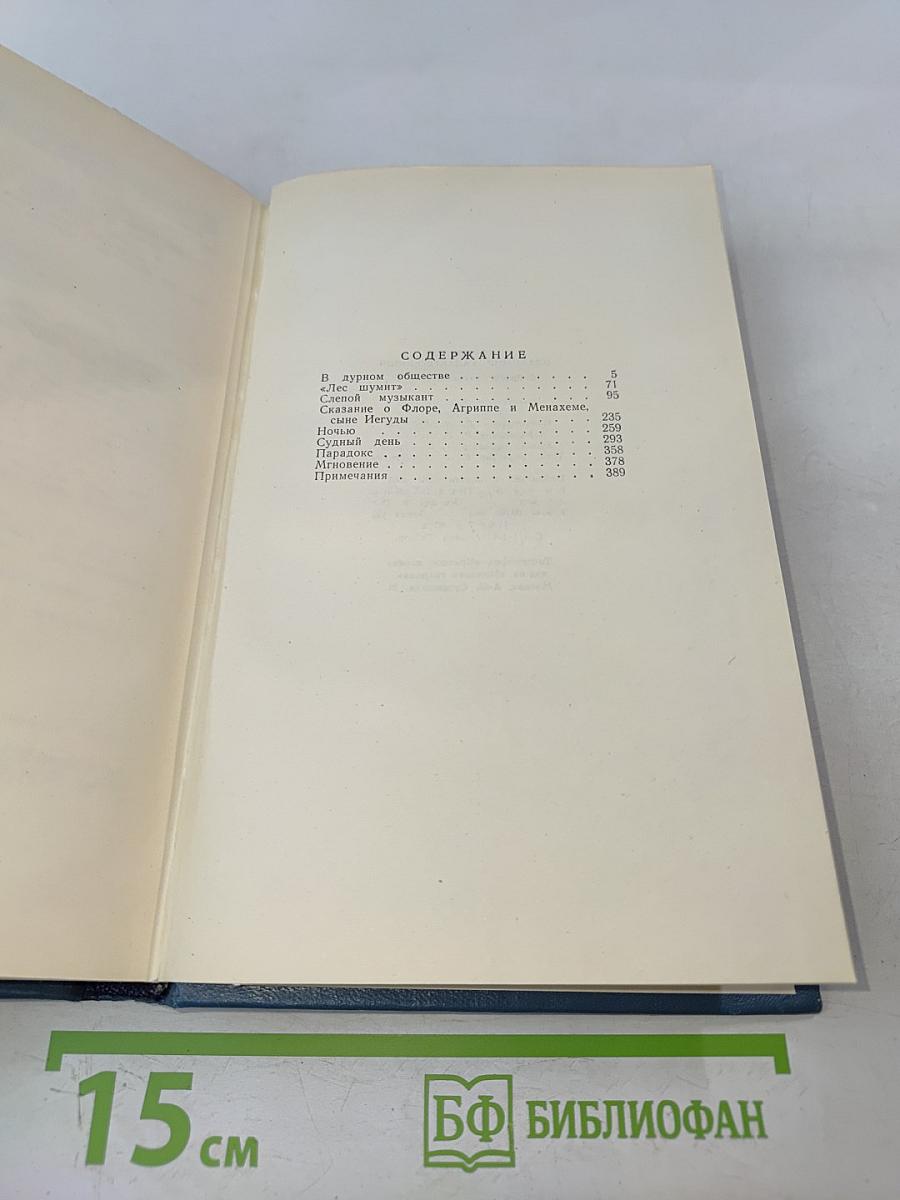 СОДЕРЖАНИЕ
В дурном обществе . . . . . . . . . 5
«Лес шумит» . . . . . . . . . . . . 71
Слепой музыкант . . . . . . . . . . 95
Сказание о Флоре, Агриппе и Менахеме,
сыне Иегуды . . . . . . . . . . . . 235
Ночью . . . . . . . . . . . . . . 259
Судный день . . . . . . . . . . . . 293
Парадокс . . . . . . . . . . . . . 358
Мгновение . . . . . . . . . . . . . 378
Примечания . . . . . . . . . . . . 389
15 см
БФ БИБЛИОФАН